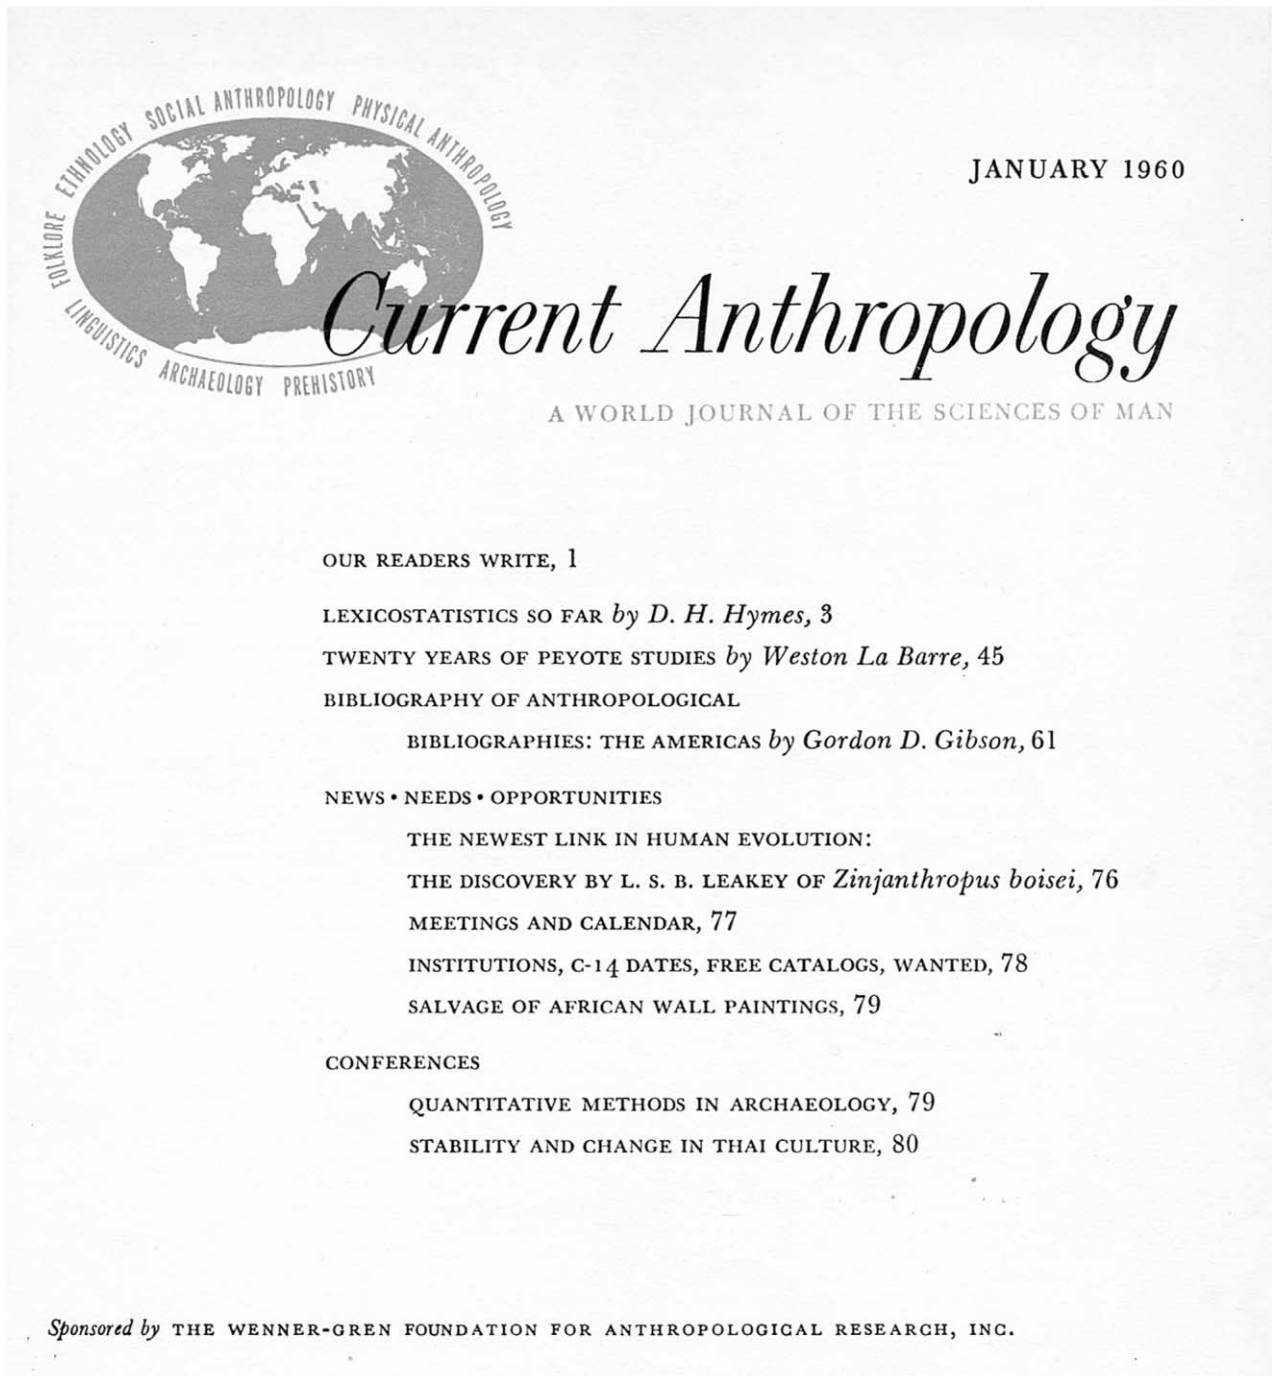 FOLKLORE ETHNOLOGY SOCIAL ANTHROPOLOGY PHYSICAL ANTHROPOLOGY
LINGUISTICS ARCHAEOLOGY PREHISTORY
JANUARY 1960
Current Anthropology
A WORLD JOURNAL OF THE SCIENCES OF MAN
OUR READERS WRITE, 1
LEXICOSTATISTICS SO FAR by D. H. Hymes, 3
TWENTY YEARS OF PEYOTE STUDIES by Weston La Barre, 45
BIBLIOGRAPHY OF ANTHROPOLOGICAL
BIBLIOGRAPHIES: THE AMERICAS by Gordon D. Gibson, 61
NEWS • NEEDS • OPPORTUNITIES
THE NEWEST LINK IN HUMAN EVOLUTION:
THE DISCOVERY BY L. S. B. LEAKEY OF Zinjanthropus boisei, 76
MEETINGS AND CALENDAR, 77
INSTITUTIONS, C-14 DATES, FREE CATALOGS, WANTED, 78
SALVAGE OF AFRICAN WALL PAINTINGS, 79
CONFERENCES
QUANTITATIVE METHODS IN ARCHAEOLOGY, 79
STABILITY AND CHANGE IN THAI CULTURE, 80
Sponsored by THE WENNER-GREN FOUNDATION FOR ANTHROPOLOGICAL RESEARCH, INC.